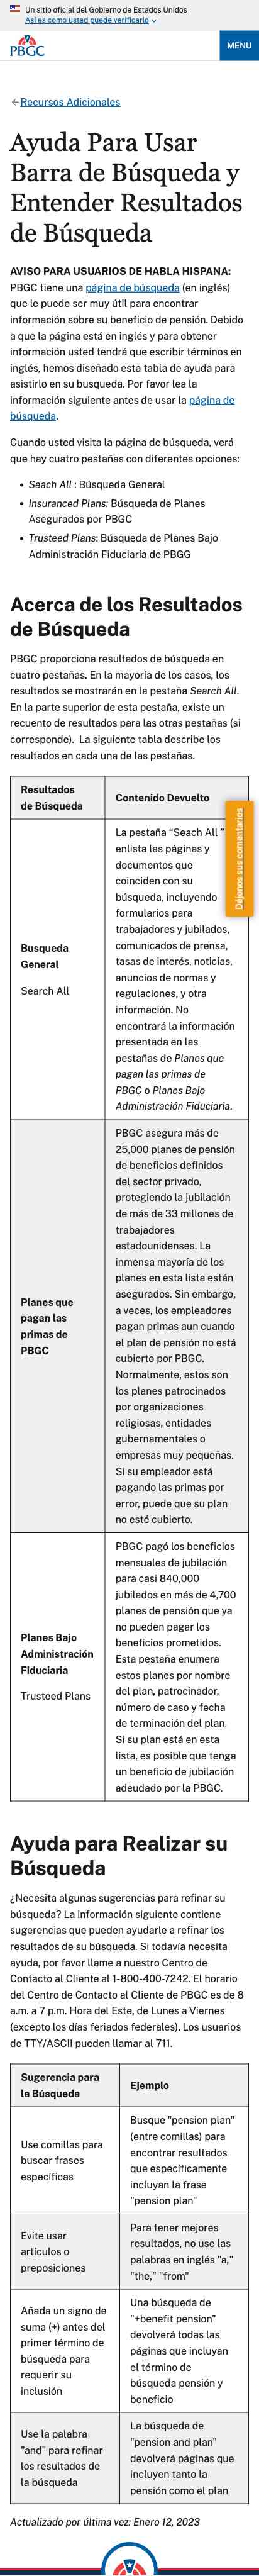 Un sitio oficial del Gobierno de Estados Unidos
Así es como usted puede verificarlo
PBGC
MENU
Recursos Adicionales
Ayuda Para Usar
Barra de Búsqueda y
Entender Resultados
de Búsqueda
AVISO PARA USUARIOS DE HABLA HISPANA:
PBGC tiene una página de búsqueda (en inglés)
que le puede ser muy útil para encontrar
información sobre su beneficio de pensión. Debido
a que la página está en inglés y para obtener
información usted tendrá que escribir términos en
inglés, hemos diseñado esta tabla de ayuda para
asistirlo en su busqueda. Por favor lea la
información siguiente antes de usar la página de
búsqueda.
Cuando usted visita la página de búsqueda, verá
que hay cuatro pestañas con diferentes opciones:
• Seach All : Búsqueda General
• Insuranced Plans: Búsqueda de Planes
Asegurados por PBGC
• Trusteed Plans: Búsqueda de Planes Bajo
Administración Fiduciaria de PBGG
Acerca de los Resultados
de Búsqueda
PBGC proporciona resultados de búsqueda en
cuatro pestañas. En la mayoría de los casos, los
resultados se mostrarán en la pestaña Search All.
En la parte superior de esta pestaña, existe un
recuento de resultados para las otras pestañas (si
corresponde). La siguiente tabla describe los
resultados en cada una de las pestañas.
Resultados
de Búsqueda
Contenido Devuelto
Déjenos sus comentarios
Busqueda
General
Search All
La pestaña “Seach All ”
enlista las páginas y
documentos que
coinciden con su
búsqueda, incluyendo
formularios para
trabajadores y jubilados,
comunicados de prensa,
tasas de interés, noticias,
anuncios de normas y
regulaciones, y otra
información. No
encontrará la información
presentada en las
pestañas de Planes que
pagan las primas de
PBGC o Planes Bajo
Administración Fiduciaria.
Planes que
pagan las
primas de
PBGC
PBGC asegura más de
25,000 planes de pensión
de beneficios definidos
del sector privado,
protegiendo la jubilación
de más de 33 millones de
trabajadores
estadounidenses. La
inmensa mayoría de los
planes en esta lista están
asegurados. Sin embargo,
a veces, los empleadores
pagan primas aun cuando
el plan de pensión no está
cubierto por PBGC.
Normalmente, estos son
los planes patrocinados
por organizaciones
religiosas, entidades
gubernamentales o
empresas muy pequeñas.
Si su empleador está
pagando las primas por
error, puede que su plan
no esté cubierto.
Planes Bajo
Administración
Fiduciaria
Trusteed Plans
PBGC pagó los beneficios
mensuales de jubilación
para casi 840,000
jubilados en más de 4,700
planes de pensión que ya
no pueden pagar los
beneficios prometidos.
Esta pestaña enumera
estos planes por nombre
del plan, patrocinador,
número de caso y fecha
de terminación del plan.
Si su plan está en esta
lista, es posible que tenga
un beneficio de jubilación
adeudado por la PBGC.
Ayuda para Realizar su
Búsqueda
¿Necesita algunas sugerencias para refinar su
búsqueda? La información siguiente contiene
sugerencias que pueden ayudarle a refinar los
resultados de su búsqueda. Si todavía necesita
ayuda, por favor llame a nuestro Centro de
Contacto al Cliente al 1-800-400-7242. El horario
del Centro de Contacto al Cliente de PBGC es de 8
a.m. a 7 p.m. Hora del Este, de Lunes a Viernes
(excepto los días feriados federales). Los usuarios
de TTY/ASCII pueden llamar al 711.
Sugerencia para
la Búsqueda
Ejemplo
Use comillas para
buscar frases
específicas
Busque "pension plan"
(entre comillas) para
encontrar resultados
que específicamente
incluyan la frase
"pension plan"
Evite usar
artículos o
preposiciones
Para tener mejores
resultados, no use las
palabras en inglés "a,"
"the," "from"
Añada un signo de
suma (+) antes del
primer término de
búsqueda para
requerir su
inclusión
Una búsqueda de
"+benefit pension"
devolverá todas las
páginas que incluyan
el término de
búsqueda pensión y
beneficio
Use la palabra
"and" para refinar
los resultados de
la búsqueda
La búsqueda de
"pension and plan"
devolverá páginas que
incluyen tanto la
pensión como el plan
Actualizado por última vez: Enero 12, 2023